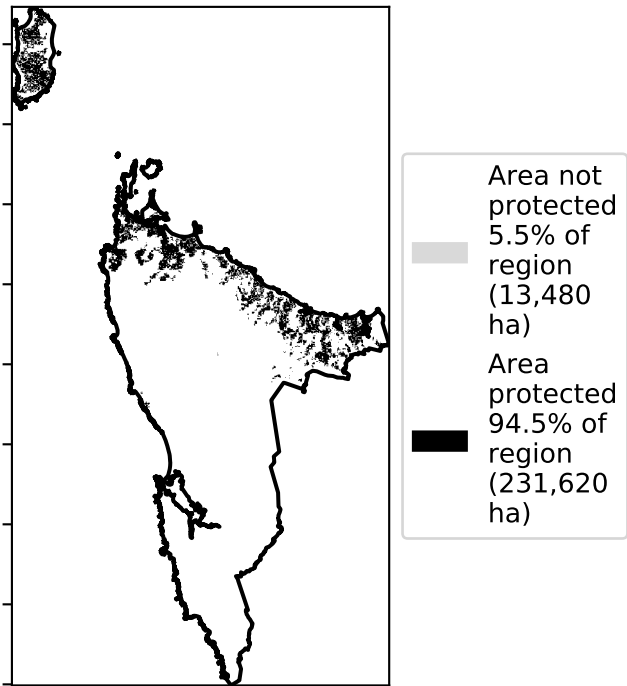 Area not
protected
5.5% of
region
(13,480
ha)
Area
protected
94.5% of
region
(231,620
ha)